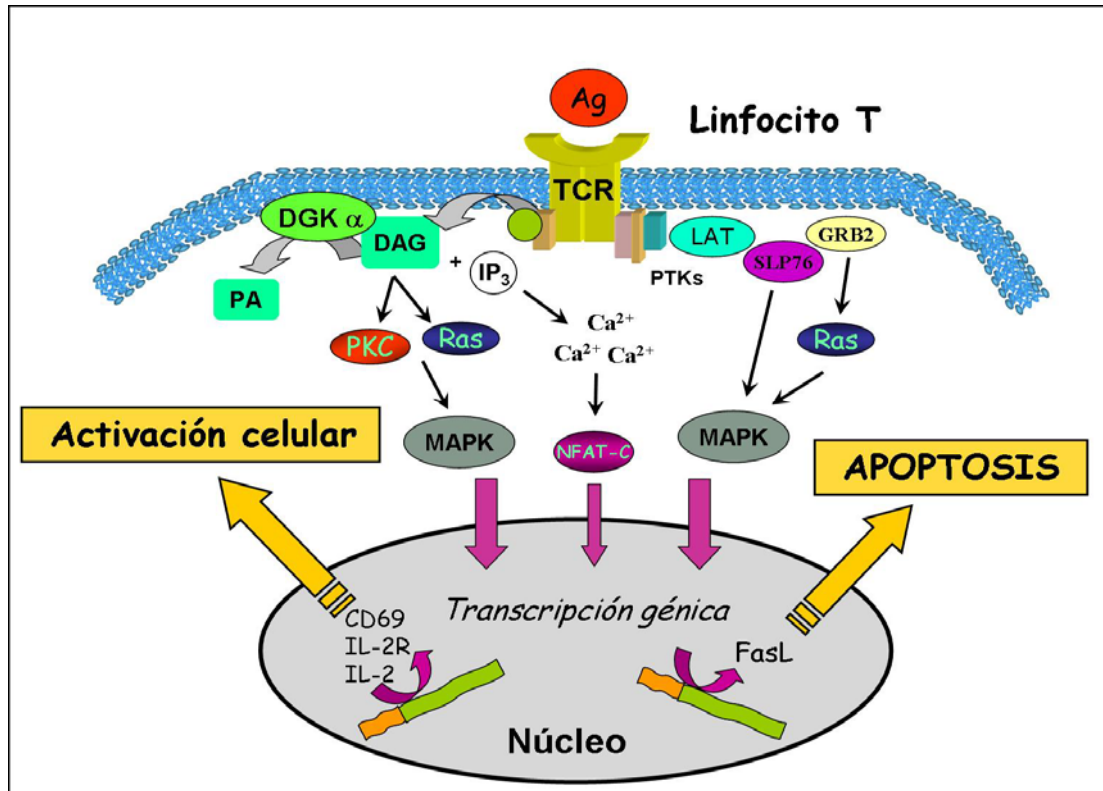 Ag
Linfocito T
TCR
DGK α
DAG
LAT
GRB2
SLP76
PTKs
+
IP₃
PA
Ca²⁺
Ca²⁺ Ca²⁺
PKC
Ras
Ras
Activación celular
MAPK
NFAT-C
MAPK
APOPTOSIS
Transcripción génica
CD69
IL-2R
IL-2
FasL
Núcleo